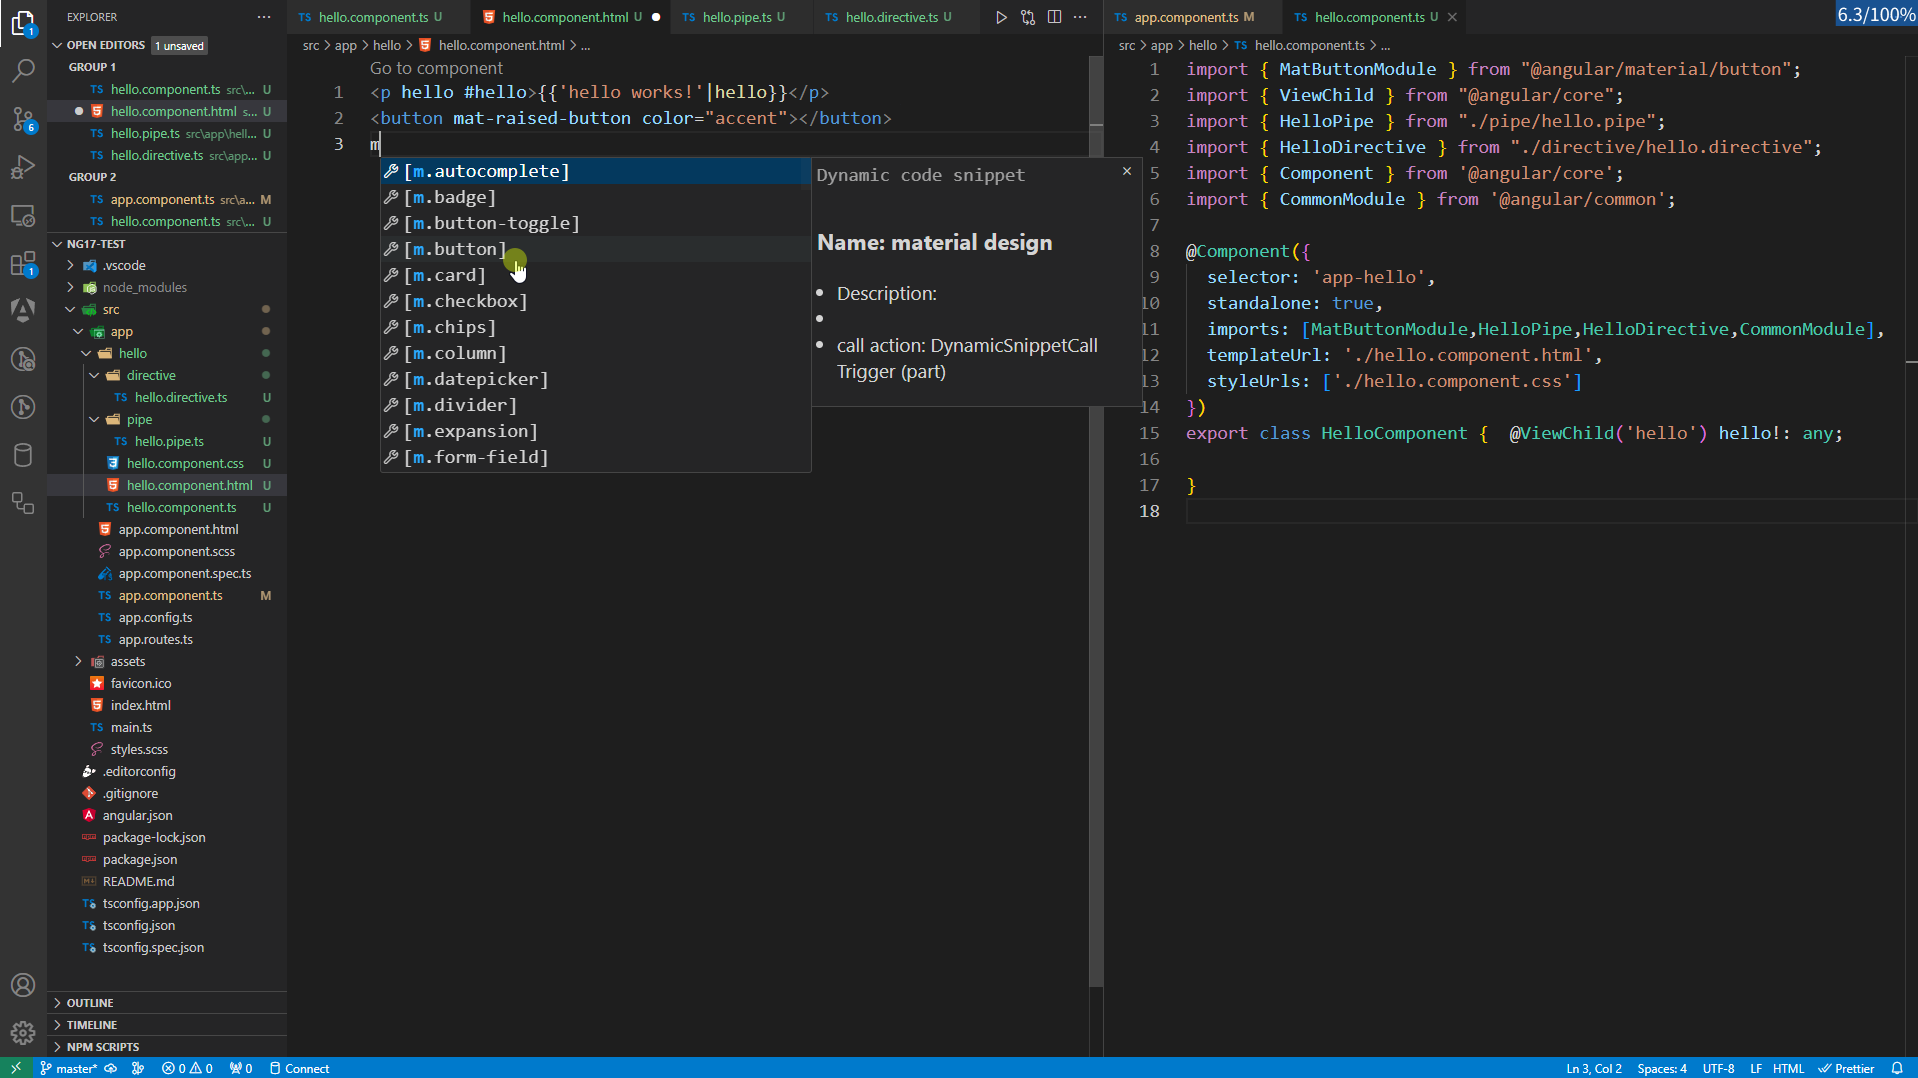 EXPLORER
OPEN EDITORS 1 unsaved
GROUP 1
TS hello.component.ts src\... U
hello.component.html s... U
TS hello.pipe.ts src\app\hell... U
TS hello.directive.ts src\app... U
GROUP 2
TS app.component.ts src\a... M
TS hello.component.ts src\... U
NG17-TEST
.vscode
node_modules
src
app
hello
directive
TS hello.directive.ts U
pipe
TS hello.pipe.ts U
hello.component.css U
hello.component.html U
TS hello.component.ts U
app.component.html
app.component.scss
app.component.spec.ts
TS app.component.ts M
TS app.config.ts
TS app.routes.ts
assets
favicon.ico
index.html
TS main.ts
styles.scss
.editorconfig
.gitignore
angular.json
package-lock.json
package.json
README.md
tsconfig.app.json
tsconfig.json
tsconfig.spec.json
OUTLINE
TIMELINE
NPM SCRIPTS
TS hello.component.ts U
hello.component.html U
TS hello.pipe.ts U
TS hello.directive.ts U
src > app > hello > hello.component.html > ...
Go to component
1 <p hello #hello>{{'hello works!'|hello}}</p>
2 <button mat-raised-button color="accent"></button>
3 m
[m.autocomplete]
[m.badge]
[m.button-toggle]
[m.button]
[m.card]
[m.checkbox]
[m.chips]
[m.column]
[m.datepicker]
[m.divider]
[m.expansion]
[m.form-field]
Dynamic code snippet
Name: material design
Description:
call action: DynamicSnippetCall
Trigger (part)
TS app.component.ts M
TS hello.component.ts U
6.3/100%
src > app > hello > TS hello.component.ts > ...
1 import { MatButtonModule } from "@angular/material/button";
2 import { ViewChild } from "@angular/core";
3 import { HelloPipe } from "./pipe/hello.pipe";
4 import { HelloDirective } from "./directive/hello.directive";
5 import { Component } from '@angular/core';
6 import { CommonModule } from '@angular/common';
7
8 @Component({
9 selector: 'app-hello',
10 standalone: true,
11 imports: [MatButtonModule,HelloPipe,HelloDirective,CommonModule],
12 templateUrl: './hello.component.html',
13 styleUrls: ['./hello.component.css']
14 })
15 export class HelloComponent { @ViewChild('hello') hello!: any;
16
17 }
18
master* 0 0 0 Connect
Ln 3, Col 2 Spaces: 4 UTF-8 LF HTML Prettier